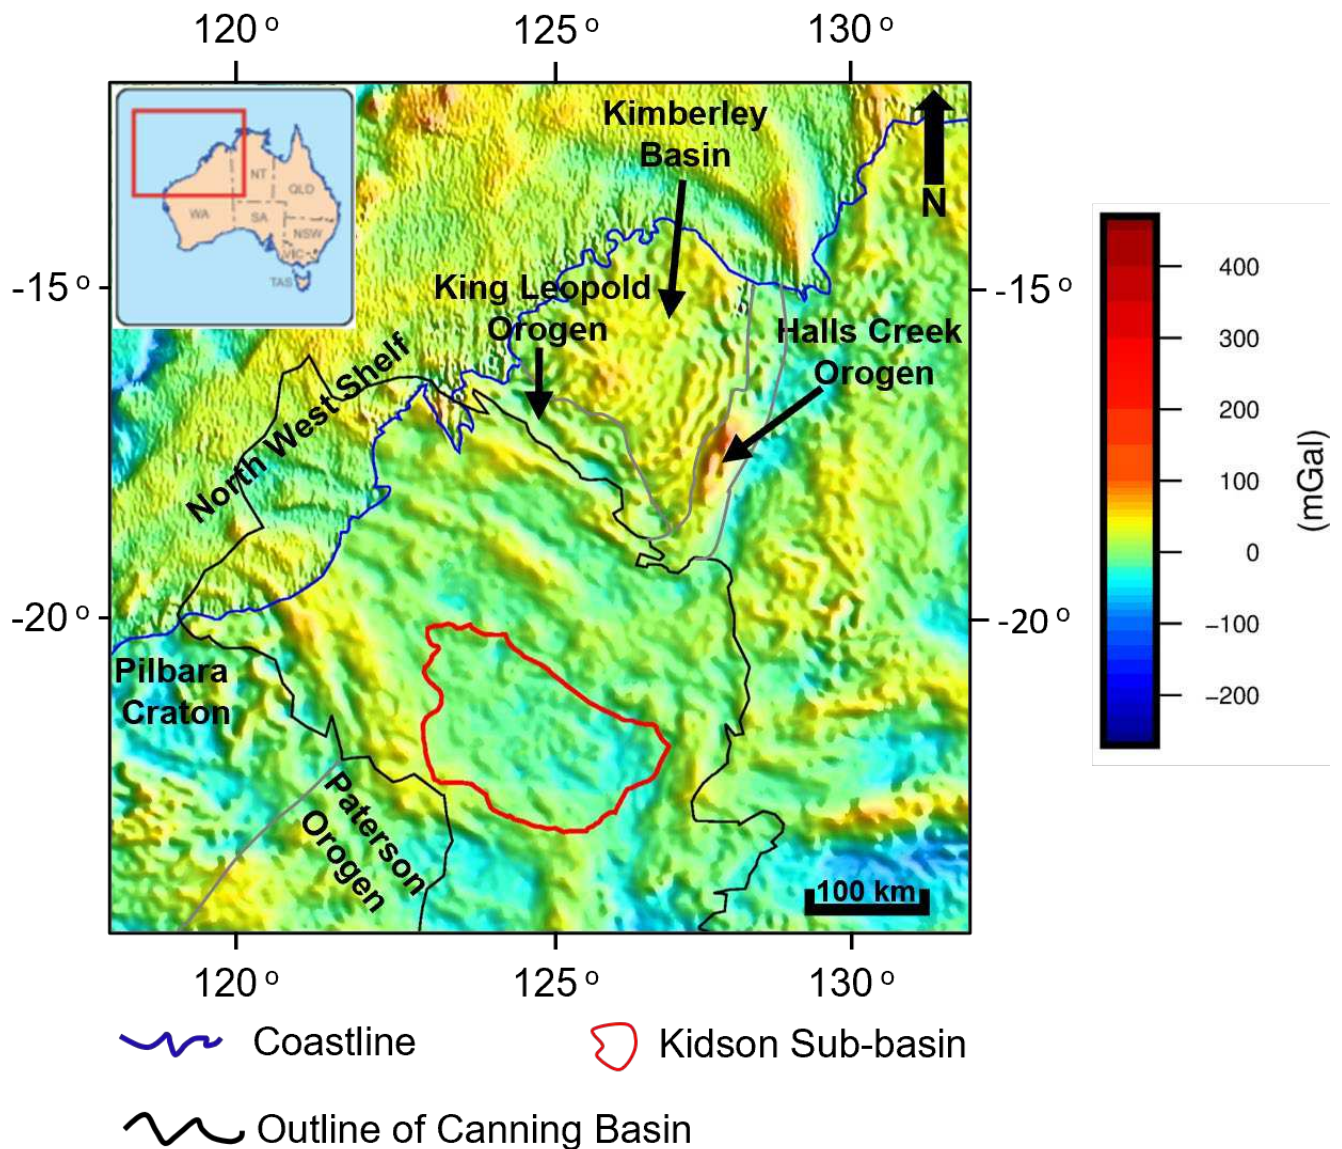 120 o 125 o 130 o
Kimberley
Basin
N
NT
QLD
WA
SA
NSW
VIC
TAS
-15 o
-15 o
King Leopold
Orogen
Halls Creek
Orogen
North West Shelf
-20 o
-20 o
Pilbara
Craton
Paterson
Orogen
100 km
120 o 125 o 130 o
400
300
200
100
0
−100
−200
(mGal)
Coastline
Kidson Sub-basin
Outline of Canning Basin